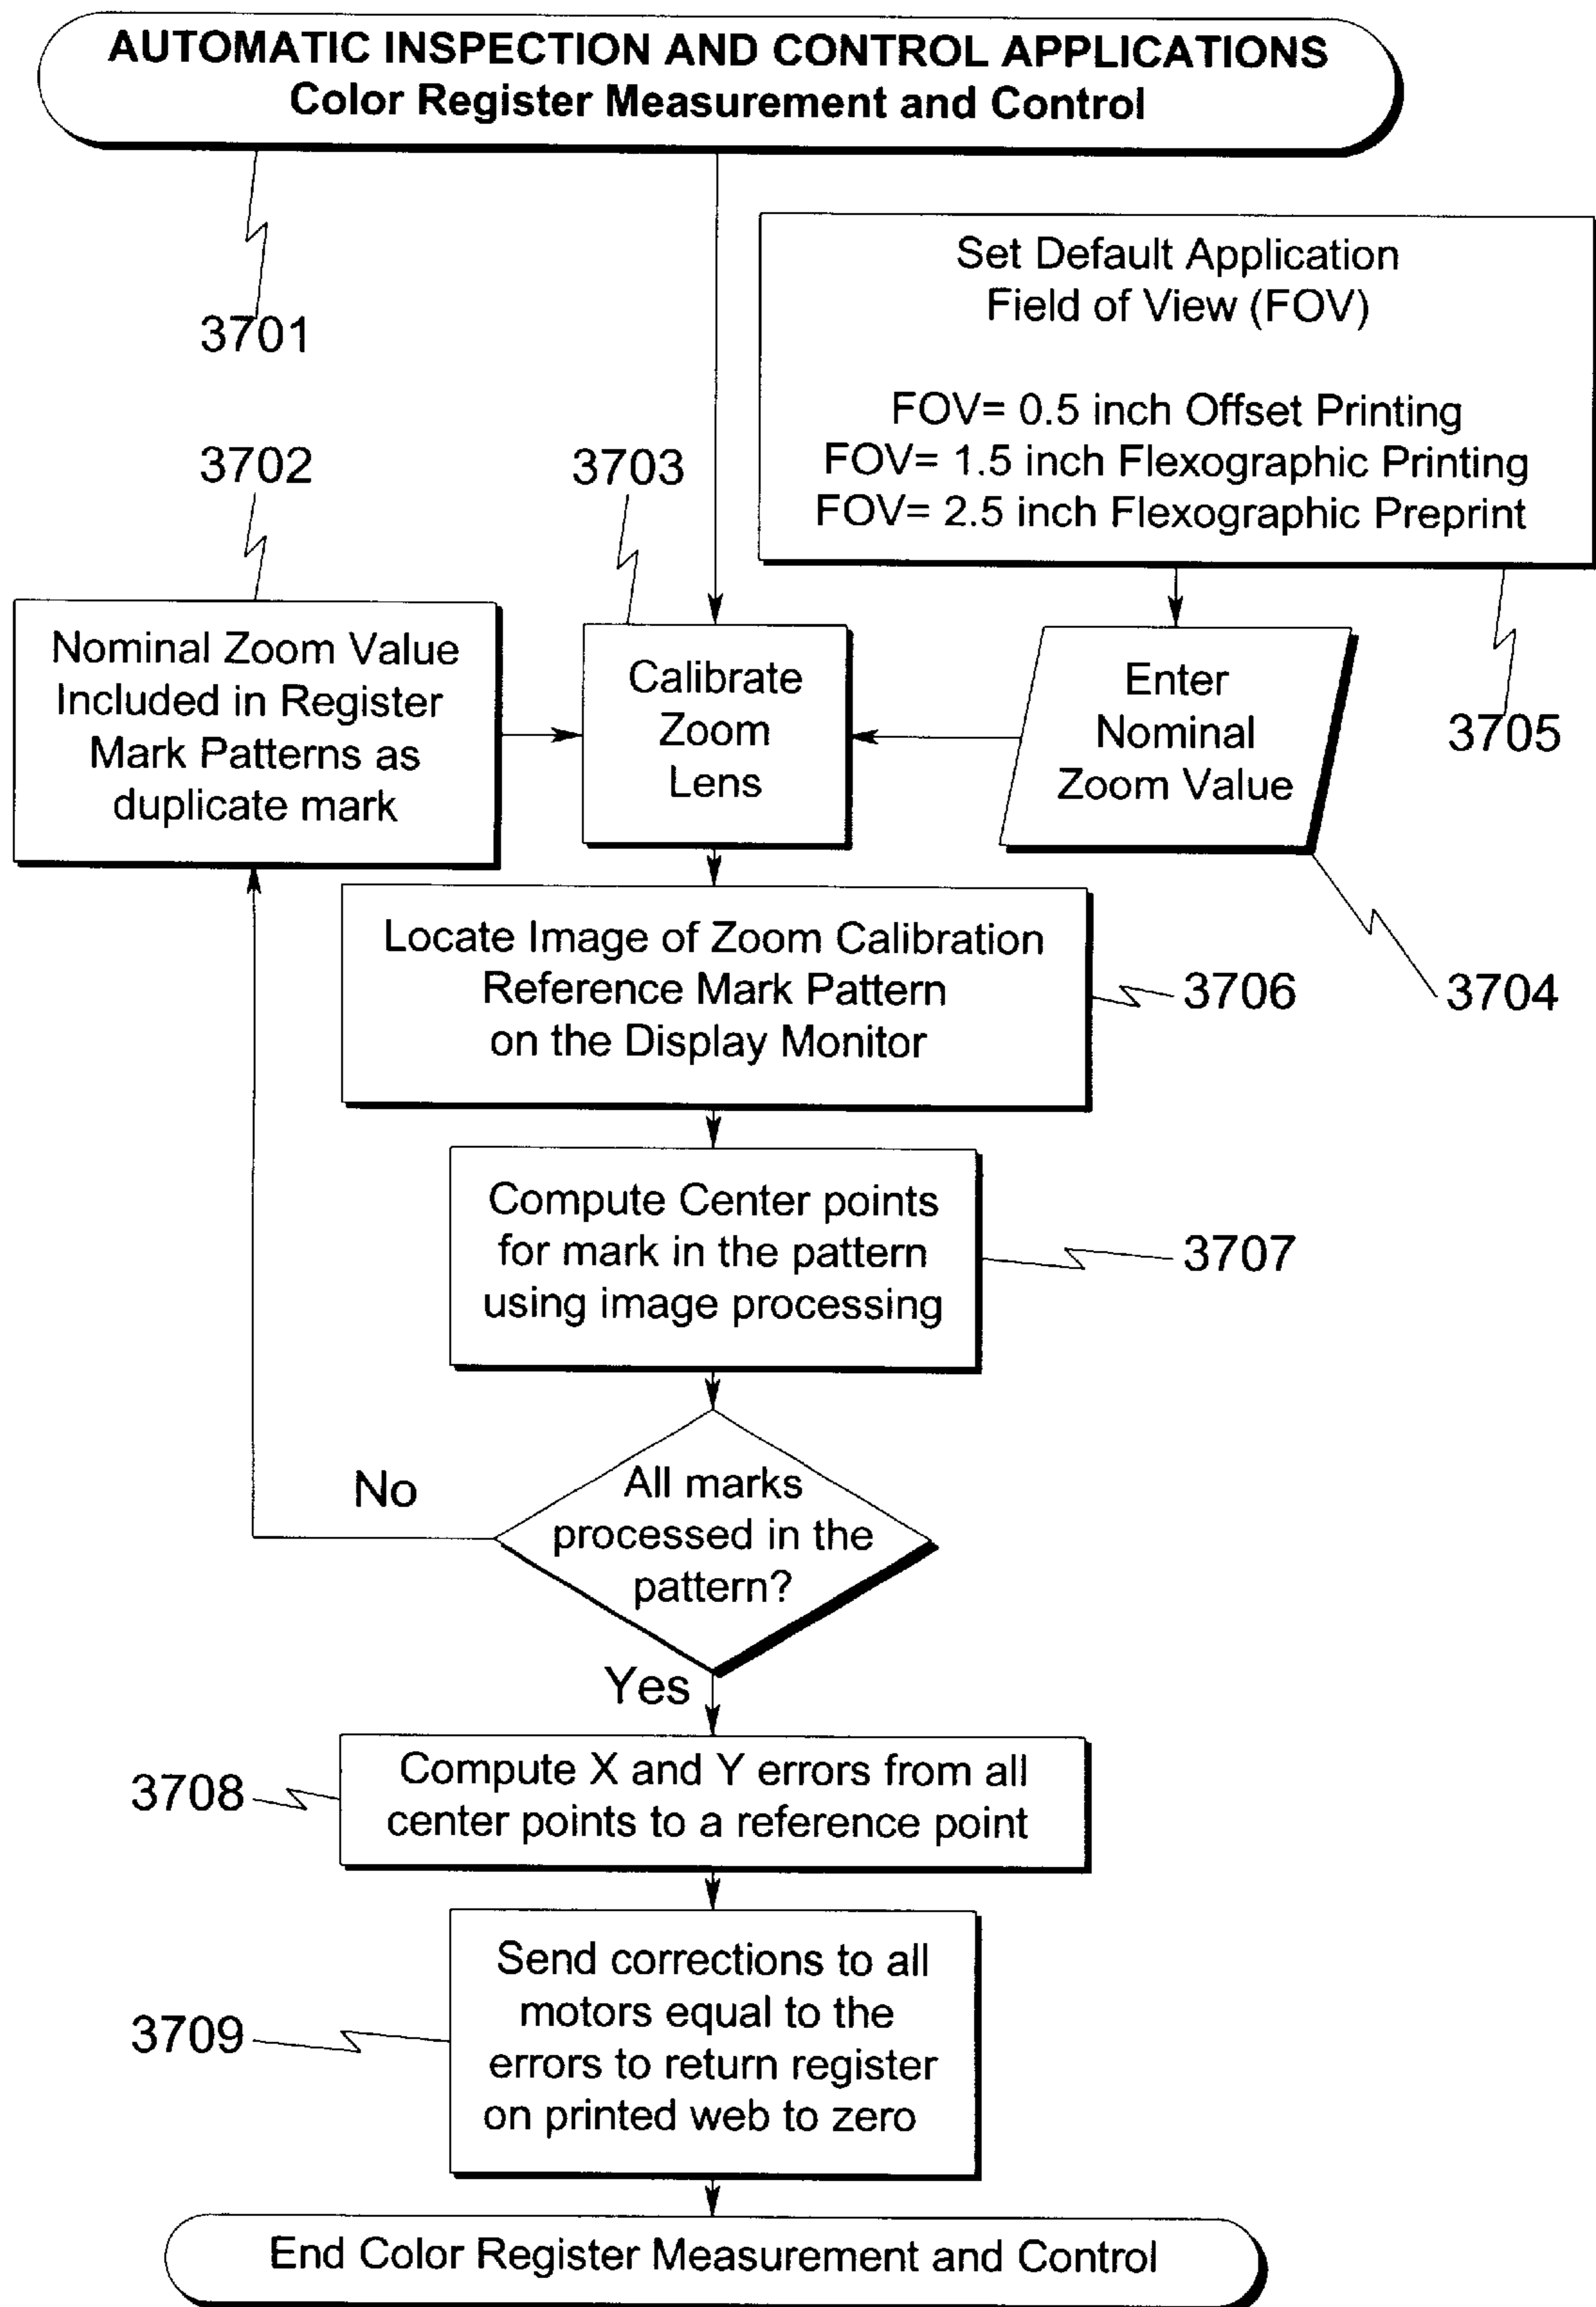 AUTOMATIC INSPECTION AND CONTROL APPLICATIONS
Color Register Measurement and Control
3701
Set Default Application
Field of View (FOV)
FOV= 0.5 inch Offset Printing
FOV= 1.5 inch Flexographic Printing
FOV= 2.5 inch Flexographic Preprint
3702
3703
Nominal Zoom Value
Included in Register
Mark Patterns as
duplicate mark
Calibrate
Zoom
Lens
Enter
Nominal
Zoom Value
3705
Locate Image of Zoom Calibration
Reference Mark Pattern
on the Display Monitor
3706
3704
Compute Center points
for mark in the pattern
using image processing
3707
No
All marks
processed in the
pattern?
Yes
3708
Compute X and Y errors from all
center points to a reference point
3709
Send corrections to all
motors equal to the
errors to return register
on printed web to zero
End Color Register Measurement and Control